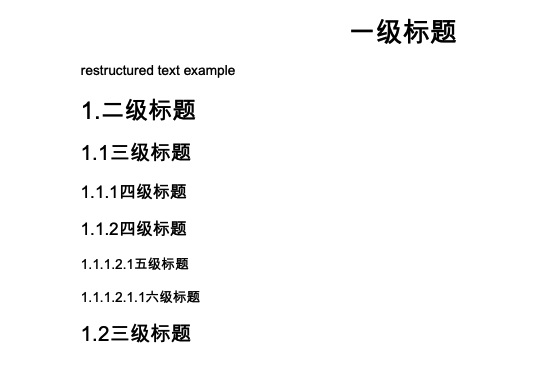 一级标题
restructured text example
1.二级标题
1.1三级标题
1.1.1四级标题
1.1.2四级标题
1.1.1.2.1五级标题
1.1.1.2.1.1六级标题
1.2三级标题